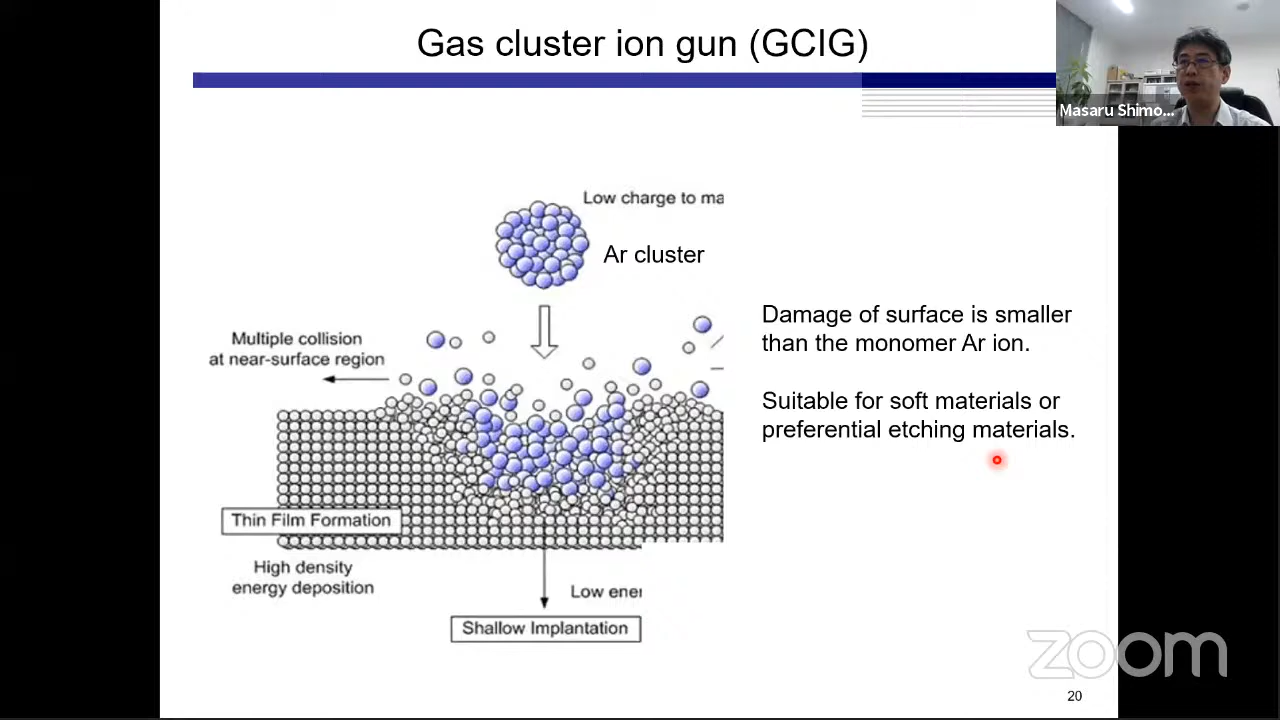 Gas cluster ion gun (GCIG)
Masaru Shimo...
Low charge to ma
Ar cluster
Multiple collision
at near-surface region
Damage of surface is smaller
than the monomer Ar ion.
Suitable for soft materials or
preferential etching materials.
Thin Film Formation
High density
energy deposition
Low ener
Shallow Implantation
zoom
20